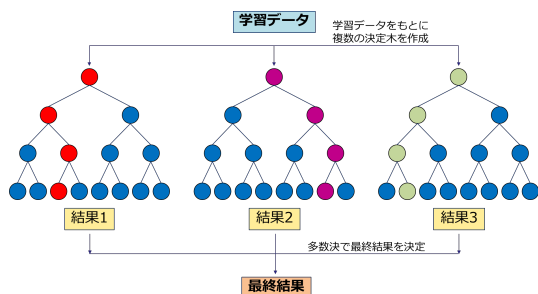 学習データ
学習データをもとに
複数の決定木を作成
結果1
結果2
結果3
多数決で最終結果を決定
最終結果